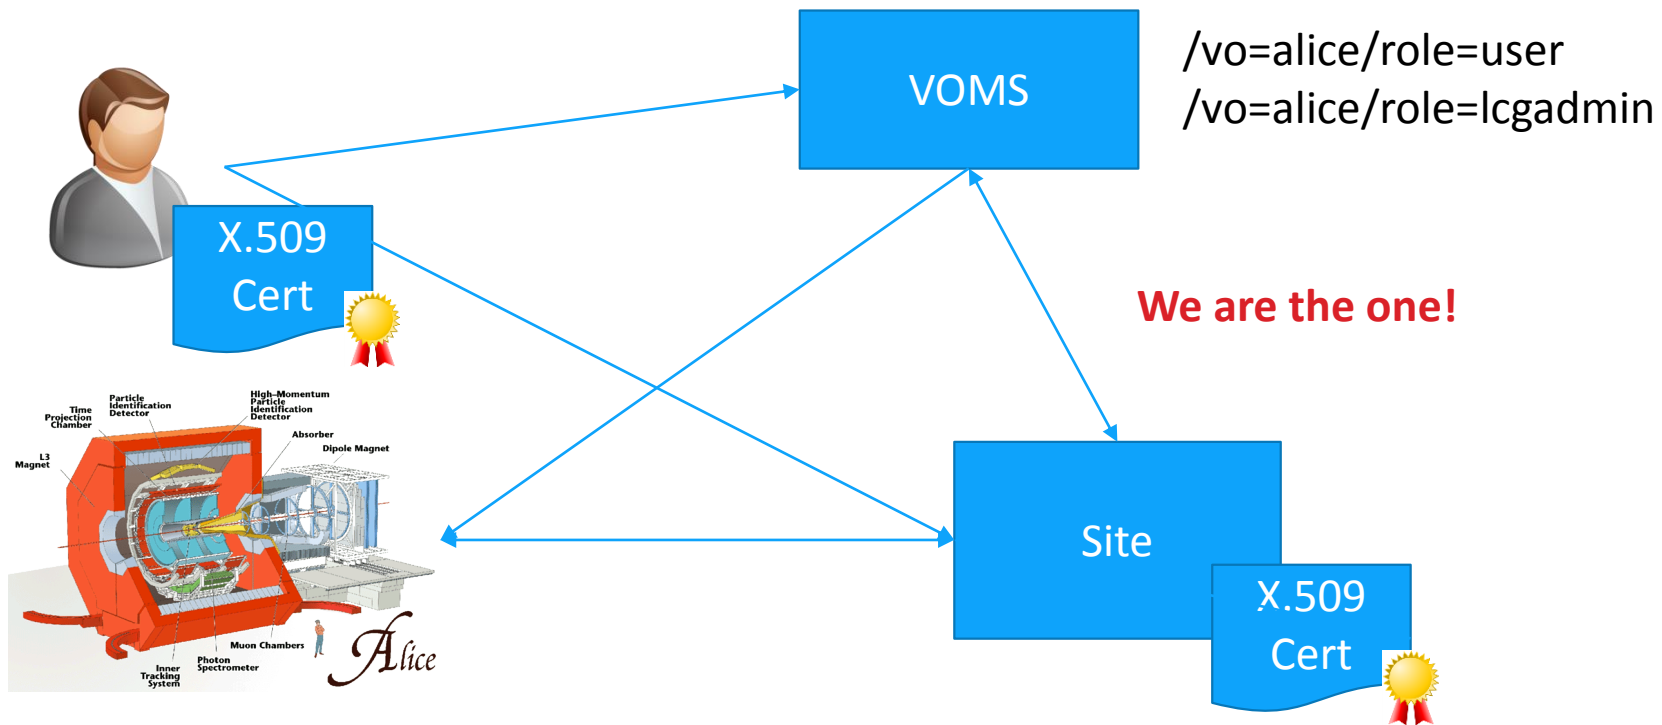 VOMS
/vo=alice/role=user
/vo=alice/role=lcgadmin
X.509
Cert
We are the one!
Time
Projection
Chamber
Particle
Identification
Detector
High-Momentum
Particle
Identification
Detector
L3
Magnet
Absorber
Dipole Magnet
Site
X.509
Cert
Muon Chambers
Photon
Spectrometer
Inner
Tracking
System
Alice